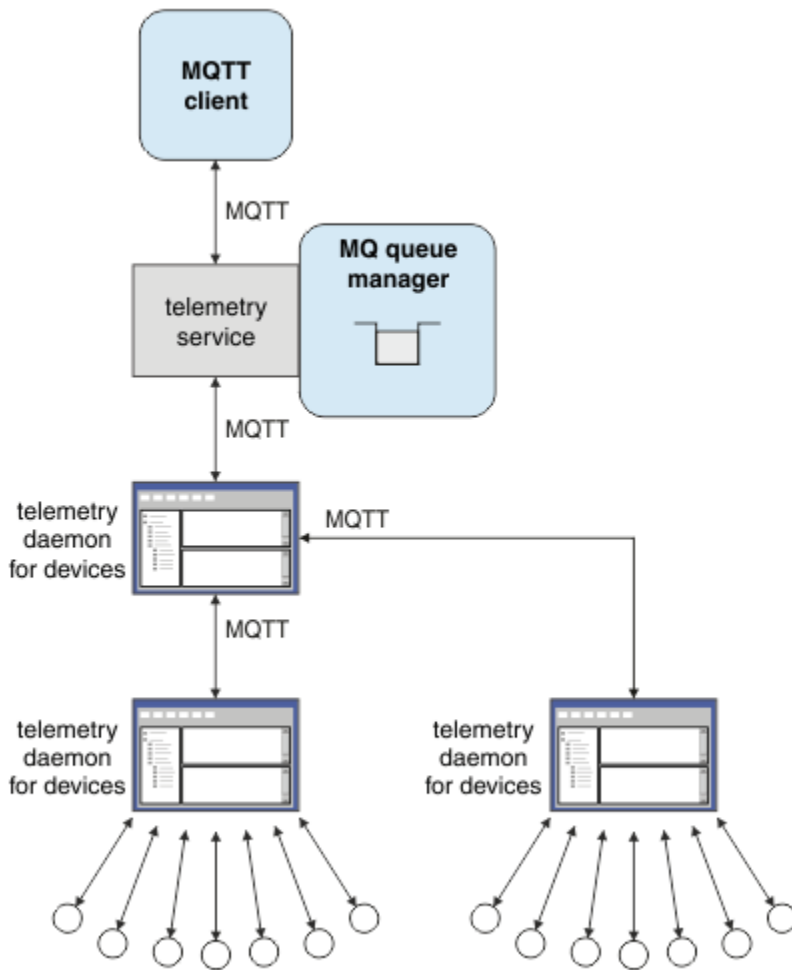 MQTT
client
MQTT
MQ queue
manager
telemetry
service
MQTT
telemetry
daemon
for devices
MQTT
MQTT
telemetry
daemon
for devices
telemetry
daemon
for devices